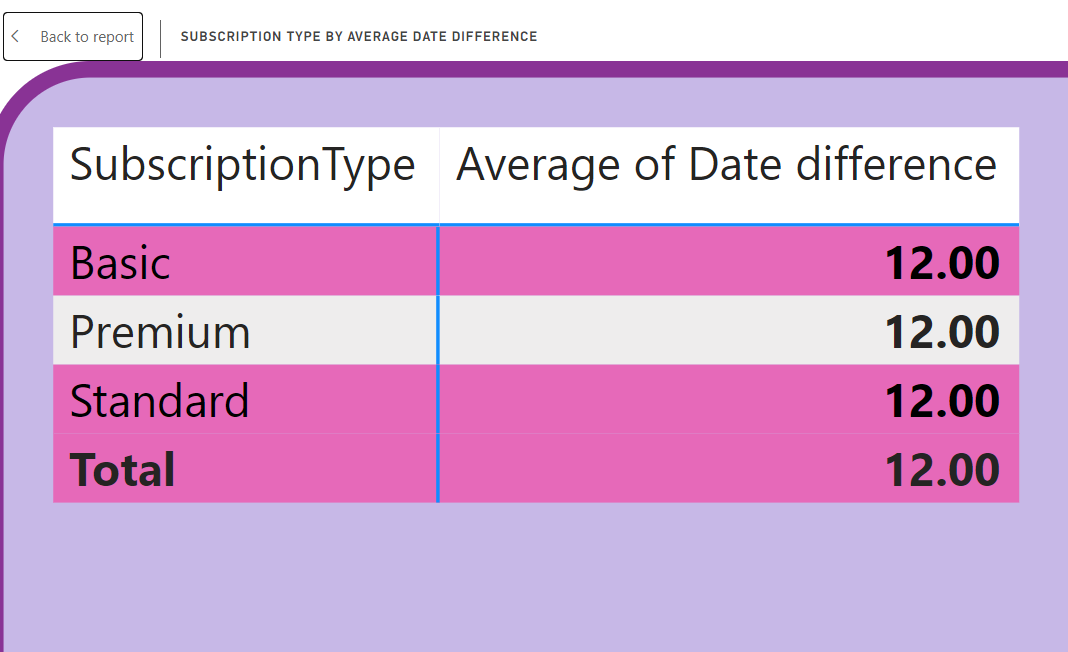 Back to report
SUBSCRIPTION TYPE BY AVERAGE DATE DIFFERENCE
SubscriptionType Average of Date difference
Basic 12.00
Premium 12.00
Standard 12.00
Total 12.00